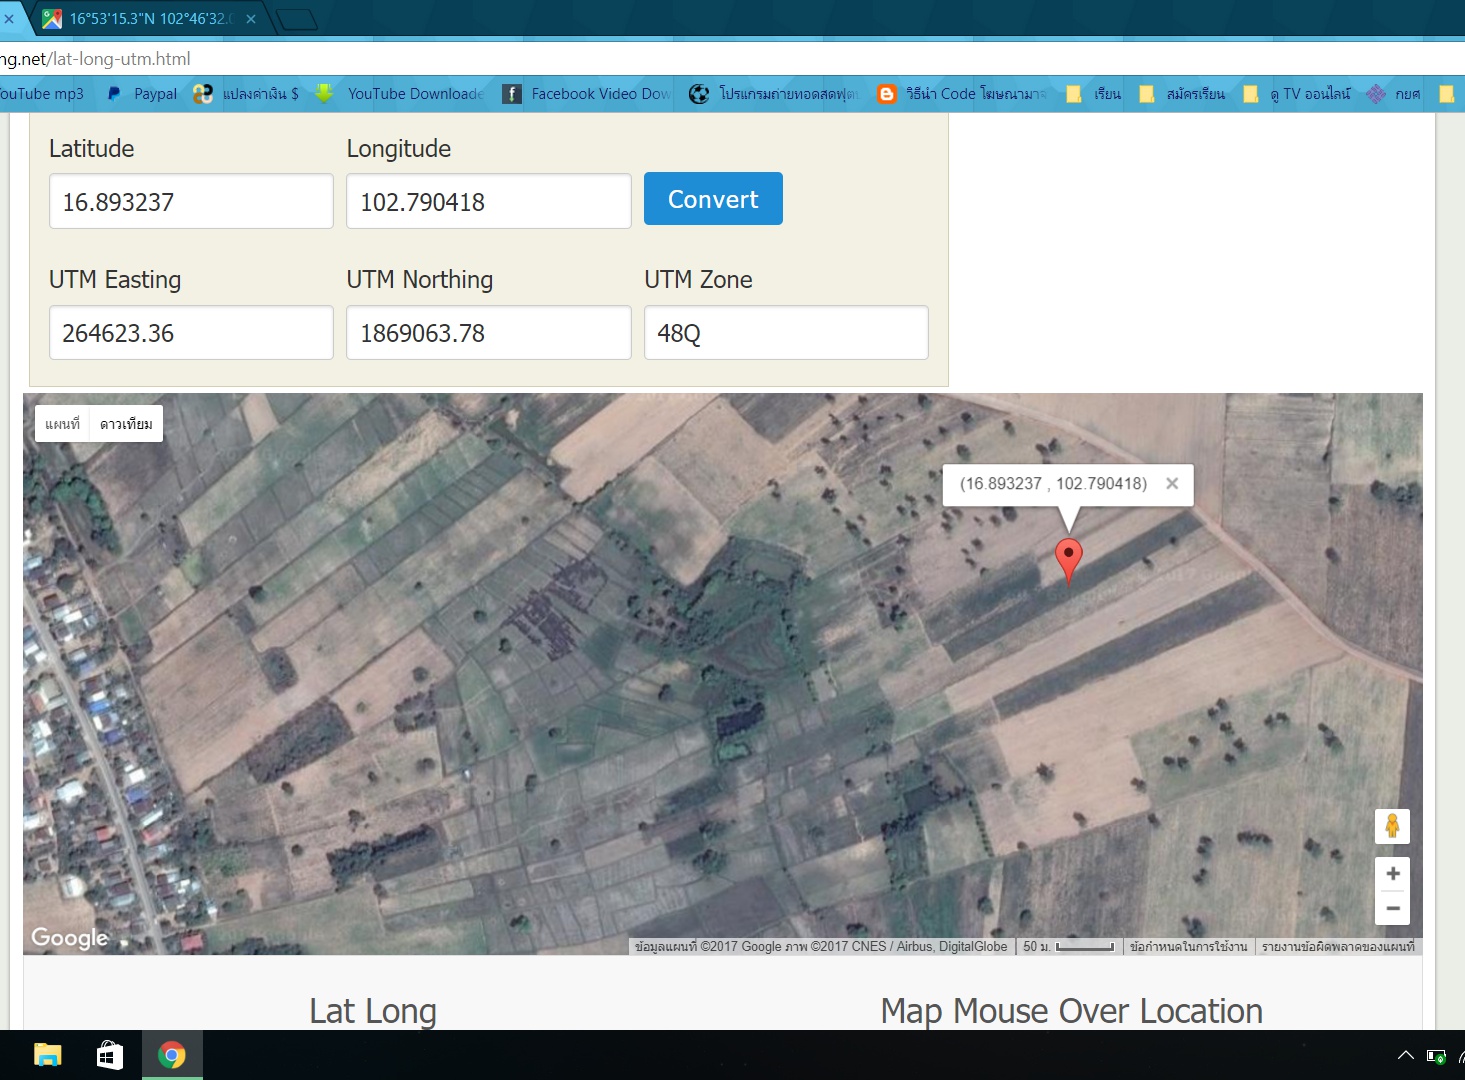 16°53'15.3"N 102°46'32.
ng.net/lat-long-utm.html
YouTube mp3
Paypal
แปลงค่าเงิน $
YouTube Downloade
Facebook Video Dow
โปรแกรมถ่ายทอดสดฟุต
วิธีนำ Code โฆษณามา
เรียน
สมัครเรียน
ดู TV ออนไลน์
กยศ
Latitude
Longitude
16.893237
102.790418
Convert
UTM Easting
UTM Northing
UTM Zone
264623.36
1869063.78
48Q
แผนที่
ดาวเทียม
(16.893237 , 102.790418)
Google
ข้อมูลแผนที่ ©2017 Google ภาพ ©2017 CNES / Airbus, DigitalGlobe
50 ม.
ข้อกำหนดในการใช้งาน
รายงานข้อผิดพลาดของแผนที่
Lat Long
Map Mouse Over Location